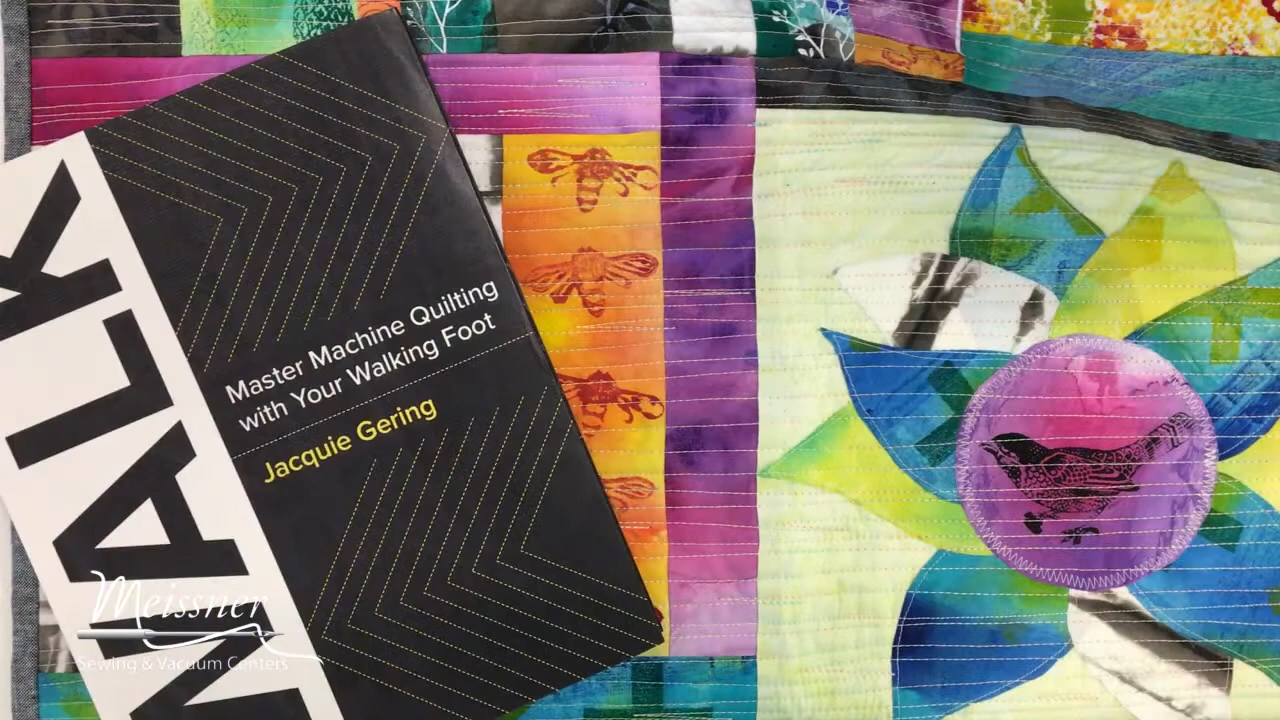 WALK
Master Machine Quilting
with Your Walking Foot
Jacquie Gering
Meissner
Sewing & Vacuum Centers